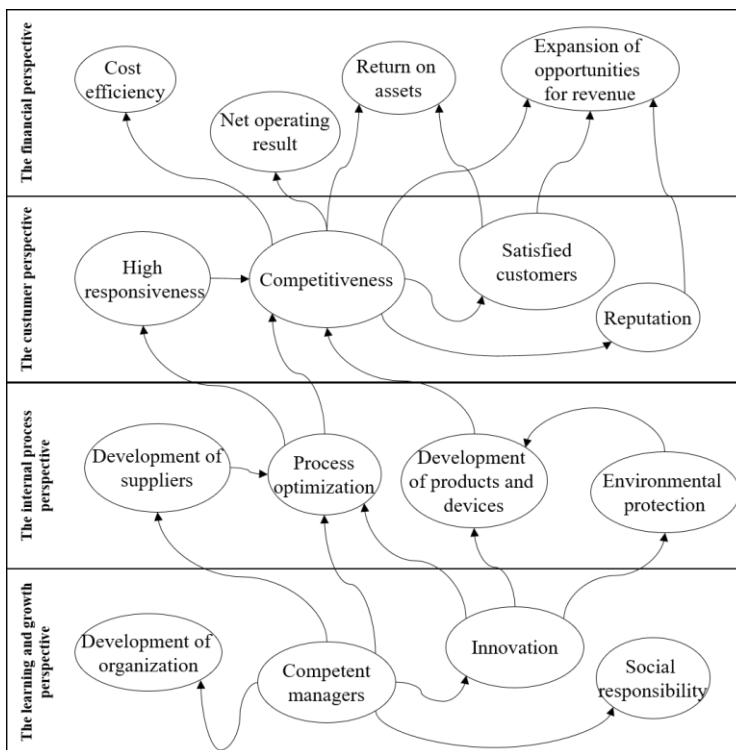 The financial perspective
Cost
efficiency
Net operating
result
Return on
assets
Expansion of
opportunities
for revenue
The custumer perspective
High
responsiveness
Competitiveness
Satisfied
customers
Reputation
The internal process
perspective
Development of
suppliers
Process
optimization
Development
of products and
devices
Environmental
protection
The learning and growth
perspective
Development of
organization
Competent
managers
Innovation
Social
responsibility